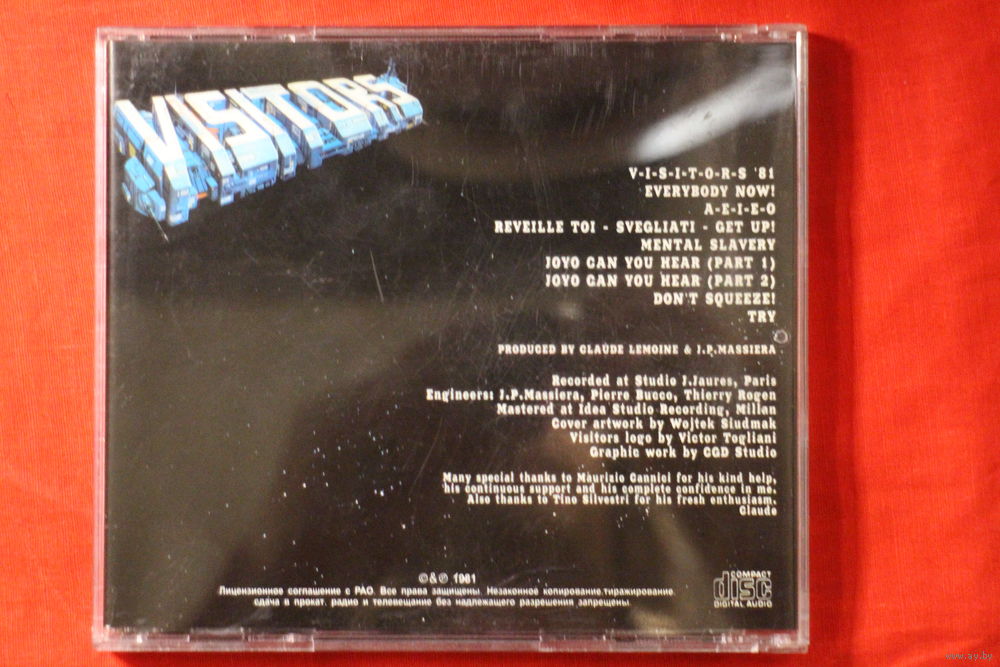 VISITORS
V-I-S-I-T-O-R-S '81
EVERYBODY NOW!
A-E-I-E-O
REVEILLE TOI - SVEGLIATI - GET UP!
MENTAL SLAVERY
JOYO CAN YOU HEAR (PART 1)
JOYO CAN YOU HEAR (PART 2)
DON'T SQUEEZE!
TRY
PRODUCED BY CLAUDE LEMOINE & J.P.MASSIERA
Recorded at Studio J.Jaures, Paris
Engineers: J.P.Massiera, Pierre Bucco, Thierry Rogen
Mastered at Idea Studio Recording, Milan
Cover artwork by Wojtek Siudmak
Visitors logo by Victor Togliani
Graphic work by CGD Studio
Many special thanks to Maurizio Cannici for his kind help,
his continuous support and his complete confidence in me.
Also thanks to Tino Silvestri for his fresh enthusiasm.
Claude
©&℗ 1981
Лицензионное соглашение с РАО. Все права защищены. Незаконное копирование,тиражирование,
сдача в прокат, радио и телевещание без надлежащего разрешения запрещены.
COMPACT
disc
DIGITAL AUDIO
www.ay.by